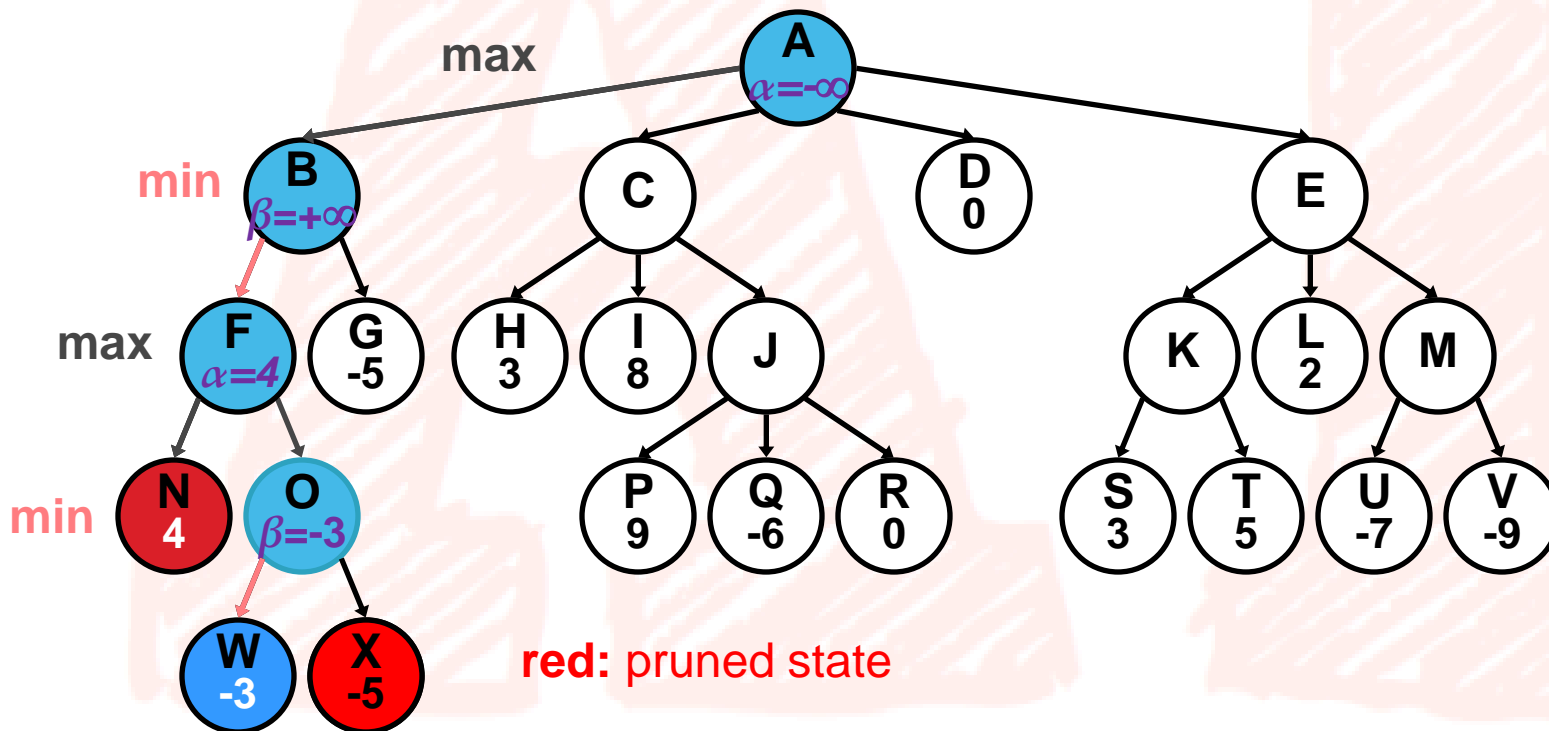 A
α=-∞
max
B
β=+∞
min
C
D
0
E
F
α=4
max
G
-5
H
3
I
8
J
K
L
2
M
N
4
min
O
β=-3
P
9
Q
-6
R
0
S
3
T
5
U
-7
V
-9
W
-3
X
-5
red: pruned state